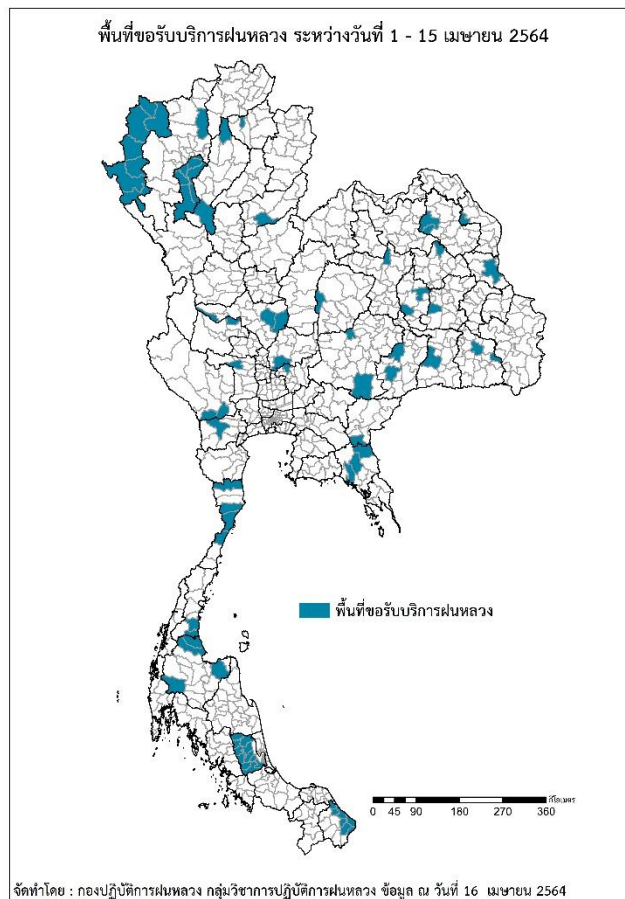 พื้นที่ขอรับบริการฝนหลวง ระหว่างวันที่ 1 - 15 เมษายน 2564
พื้นที่ขอรับบริการฝนหลวง
กิโลเมตร
0 45 90 180 270 360
จัดทำโดย : กองปฏิบัติการฝนหลวง กลุ่มวิชาการปฏิบัติการฝนหลวง ข้อมูล ณ วันที่ 16 เมษายน 2564